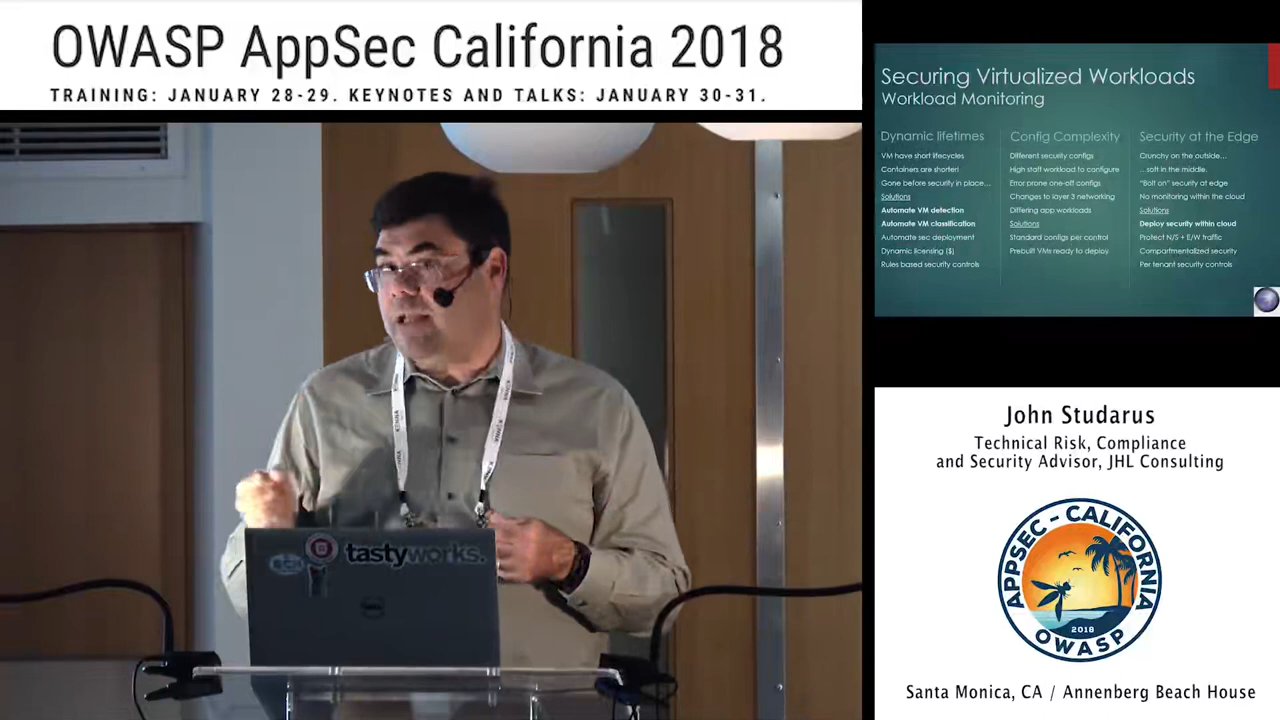 OWASP AppSec California 2018
TRAINING: JANUARY 28-29. KEYNOTES AND TALKS: JANUARY 30-31.
Securing Virtualized Workloads
Workload Monitoring
Dynamic lifetimes
VM have short lifecycles
Containers are shorter!
Gone before security in place...
Solutions
Automate VM detection
Automate VM classification
Automate sec deployment
Dynamic licensing ($)
Rules based security controls
Config Complexity
Different security configs
High staff workload to configure
Error prone one-off configs
Changes to layer 3 networking
Differing app workloads
Solutions
Standard configs per control
Prebuilt VMs ready to deploy
Security at the Edge
Crunchy on the outside...
...soft in the middle.
"Bolt on" security at edge
No monitoring within the cloud
Solutions
Deploy security within cloud
Protect N/S + E/W traffic
Compartmentalized security
Per tenant security controls
tastyworks.
DELL
KENNA
John Studarus
Technical Risk, Compliance
and Security Advisor, JHL Consulting
APPSEC - CALIFORNIA
2018
OWASP
Santa Monica, CA / Annenberg Beach House